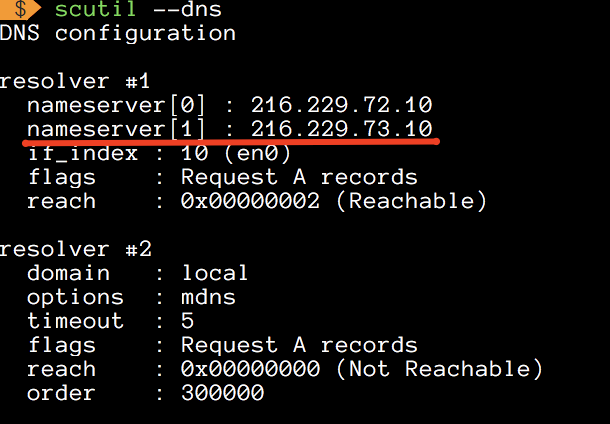 $ scutil --dns
DNS configuration
resolver #1
nameserver[0] : 216.229.72.10
nameserver[1] : 216.229.73.10
if_index : 10 (en0)
flags : Request A records
reach : 0x00000002 (Reachable)
resolver #2
domain : local
options : mdns
timeout : 5
flags : Request A records
reach : 0x00000000 (Not Reachable)
order : 300000